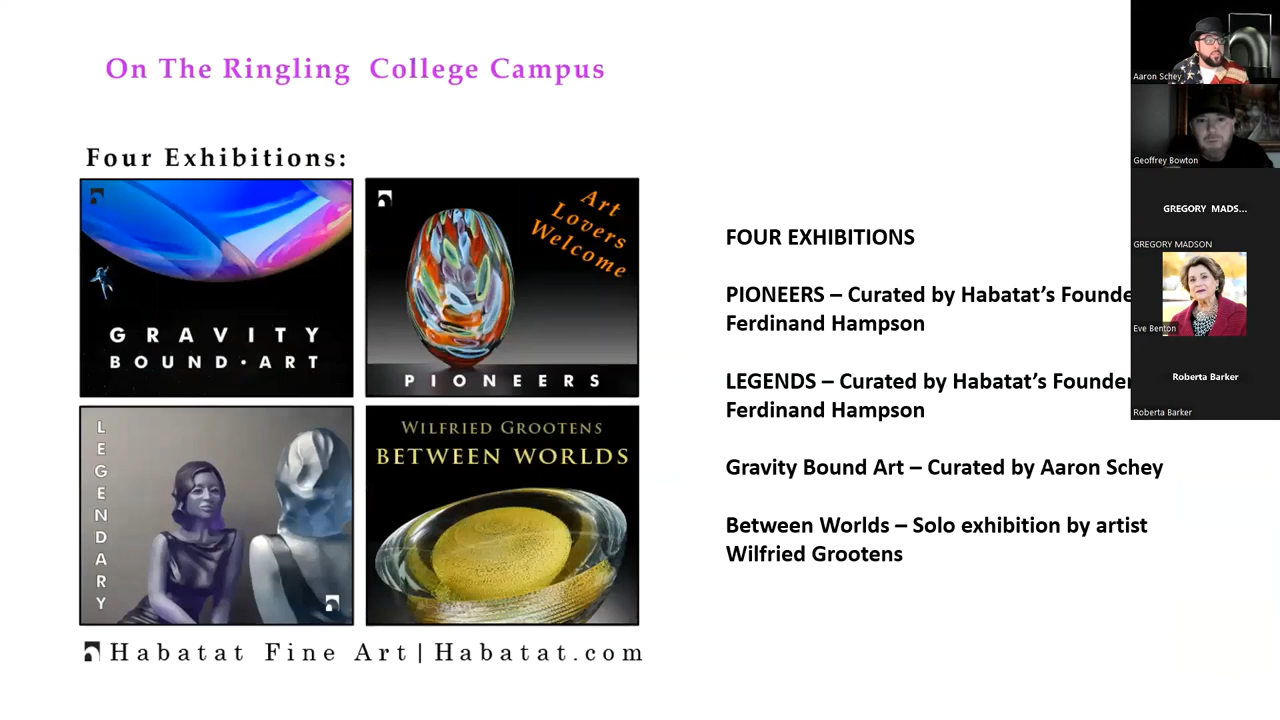 On The Ringling College Campus
Four Exhibitions:
GRAVITY
BOUND·ART
Art
Lovers
Welcome
PIONEERS
LEGENDARY
WILFRIED GROOTENS
BETWEEN WORLDS
Habatat Fine Art|Habatat.com
FOUR EXHIBITIONS
PIONEERS – Curated by Habatat’s Founde
Ferdinand Hampson
LEGENDS – Curated by Habatat’s Founder
Ferdinand Hampson
Gravity Bound Art – Curated by Aaron Schey
Between Worlds – Solo exhibition by artist
Wilfried Grootens
Aaron Schey
Geoffrey Bowton
GREGORY MADS...
GREGORY MADSON
Eve Benton
Roberta Barker
Roberta Barker